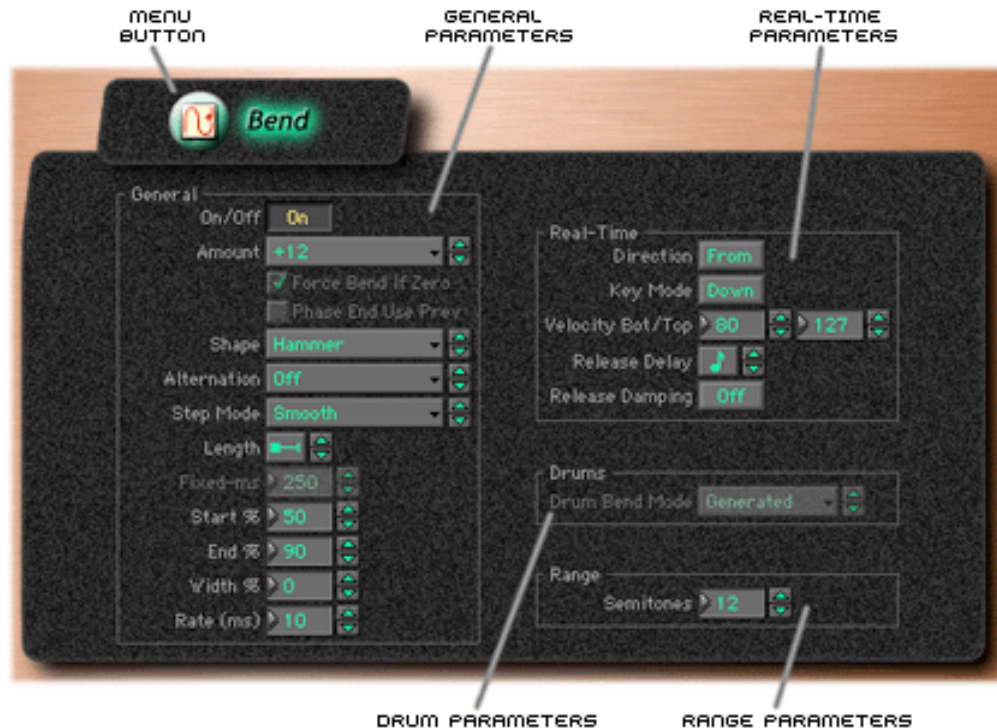 MENU
BUTTON
GENERAL
PARAMETERS
REAL-TIME
PARAMETERS
Bend
General
On/Off On
Amount +12
Force Bend If Zero
Phase End Use Prev
Shape Hammer
Alternation Off
Step Mode Smooth
Length
Fixed-ms 250
Start % 50
End % 90
Width % 0
Rate (ms) 10
Real-Time
Direction From
Key Mode Down
Velocity Bot/Top 80 127
Release Delay
Release Damping Off
Drums
Drum Bend Mode Generated
Range
Semitones 12
DRUM PARAMETERS
RANGE PARAMETERS